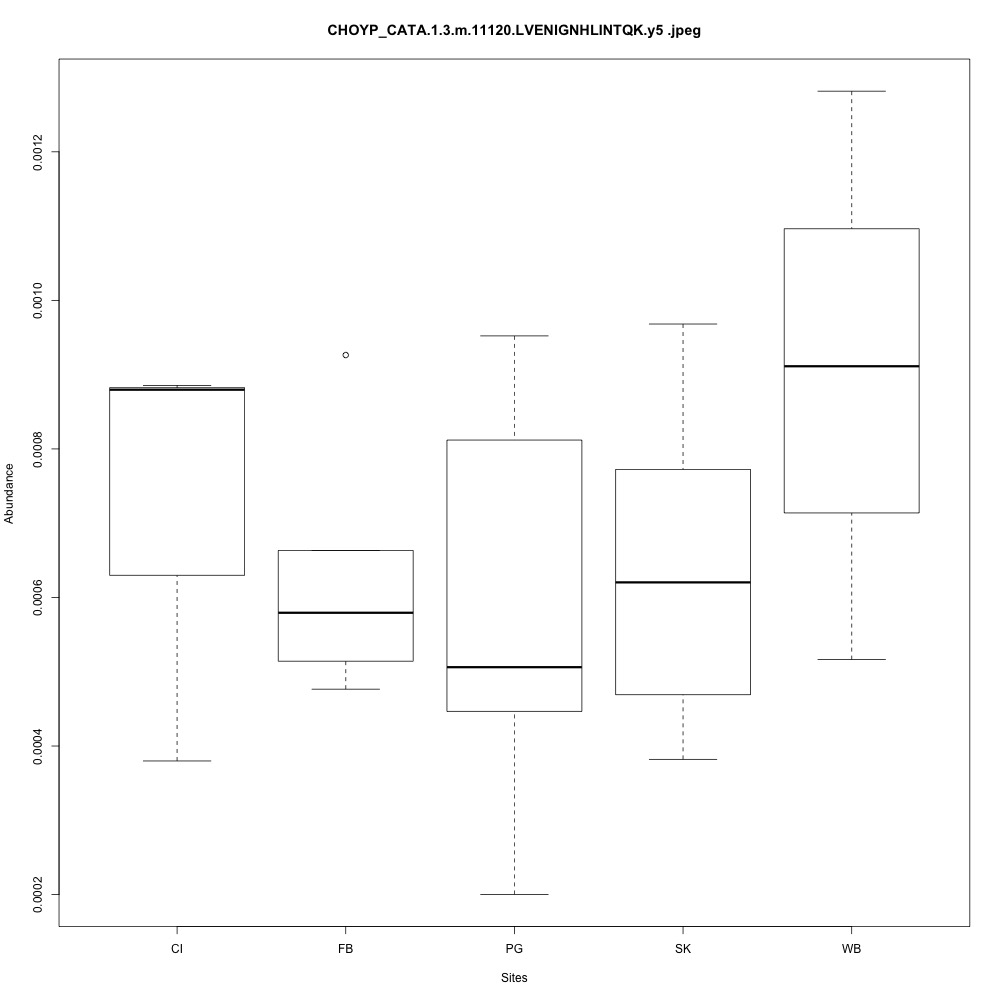 CHOYP_CATA.1.3.m.11120.LVENIGNHLINTQK.y5 .jpeg
0.0012
0.0010
0.0008
0.0006
0.0004
0.0002
Abundance
CI FB PG SK WB
Sites